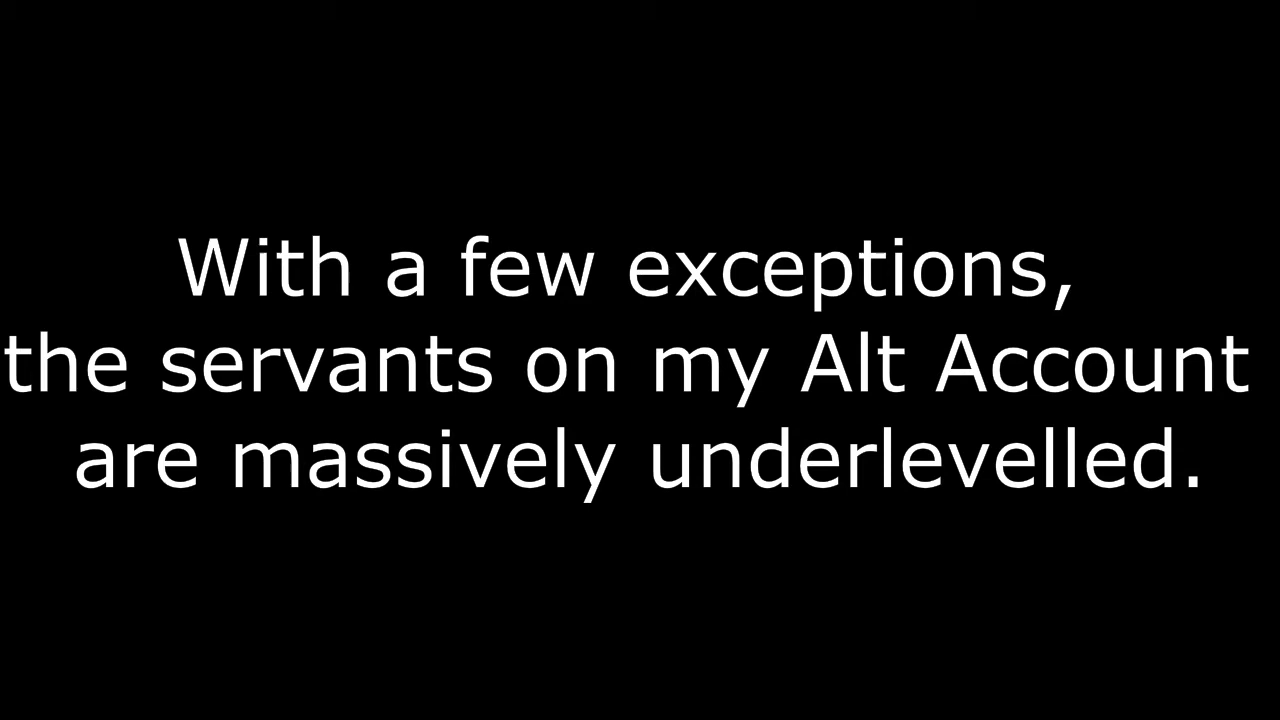 With a few exceptions,
the servants on my Alt Account
are massively underlevelled.